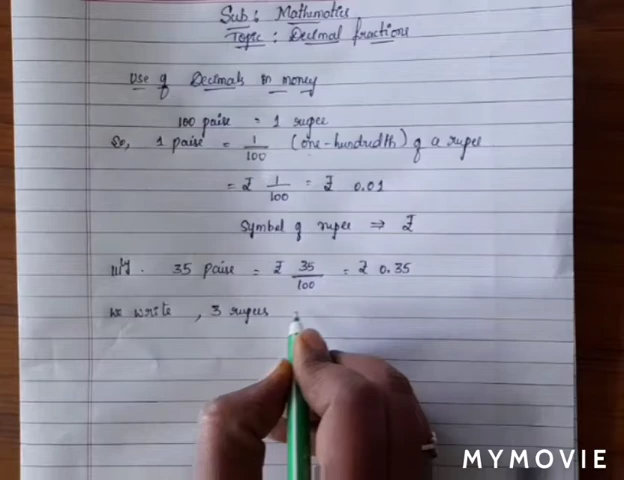 Sub : Mathematics
Topic : Decimal fractions
Use of Decimals in money
100 paise = 1 rupee
So, 1 paise = 1/100 (one-hundredth) of a rupee
= ₹ 1/100 = ₹ 0.01
Symbol of rupee ⇒ ₹
lllly. 35 paise = ₹ 35/100 = ₹ 0.35
we write , 3 rupees
MYMOVIE